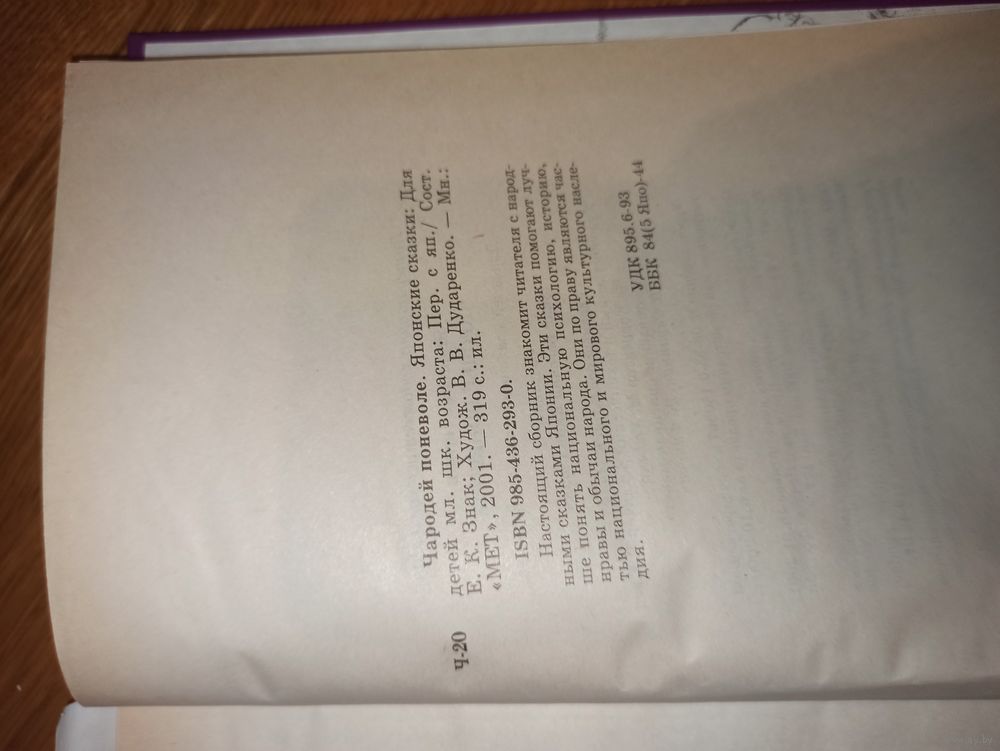 Чародей поневоле. Японские сказки: Для
Ч-20 детей мл. шк. возраста: Пер. с яп./ Сост.
Е. К. Знак; Худож. В. В. Дударенко. — Мн.:
«МЕТ», 2001. — 319 с.: ил.
ISBN 985-436-293-0.
Настоящий сборник знакомит читателя с народ-
ными сказками Японии. Эти сказки помогают луч-
ше понять национальную психологию, историю,
нравы и обычаи народа. Они по праву являются час-
тью национального и мирового культурного насле-
дия.
УДК 895.6-93
ББК 84(5 Япо)-44